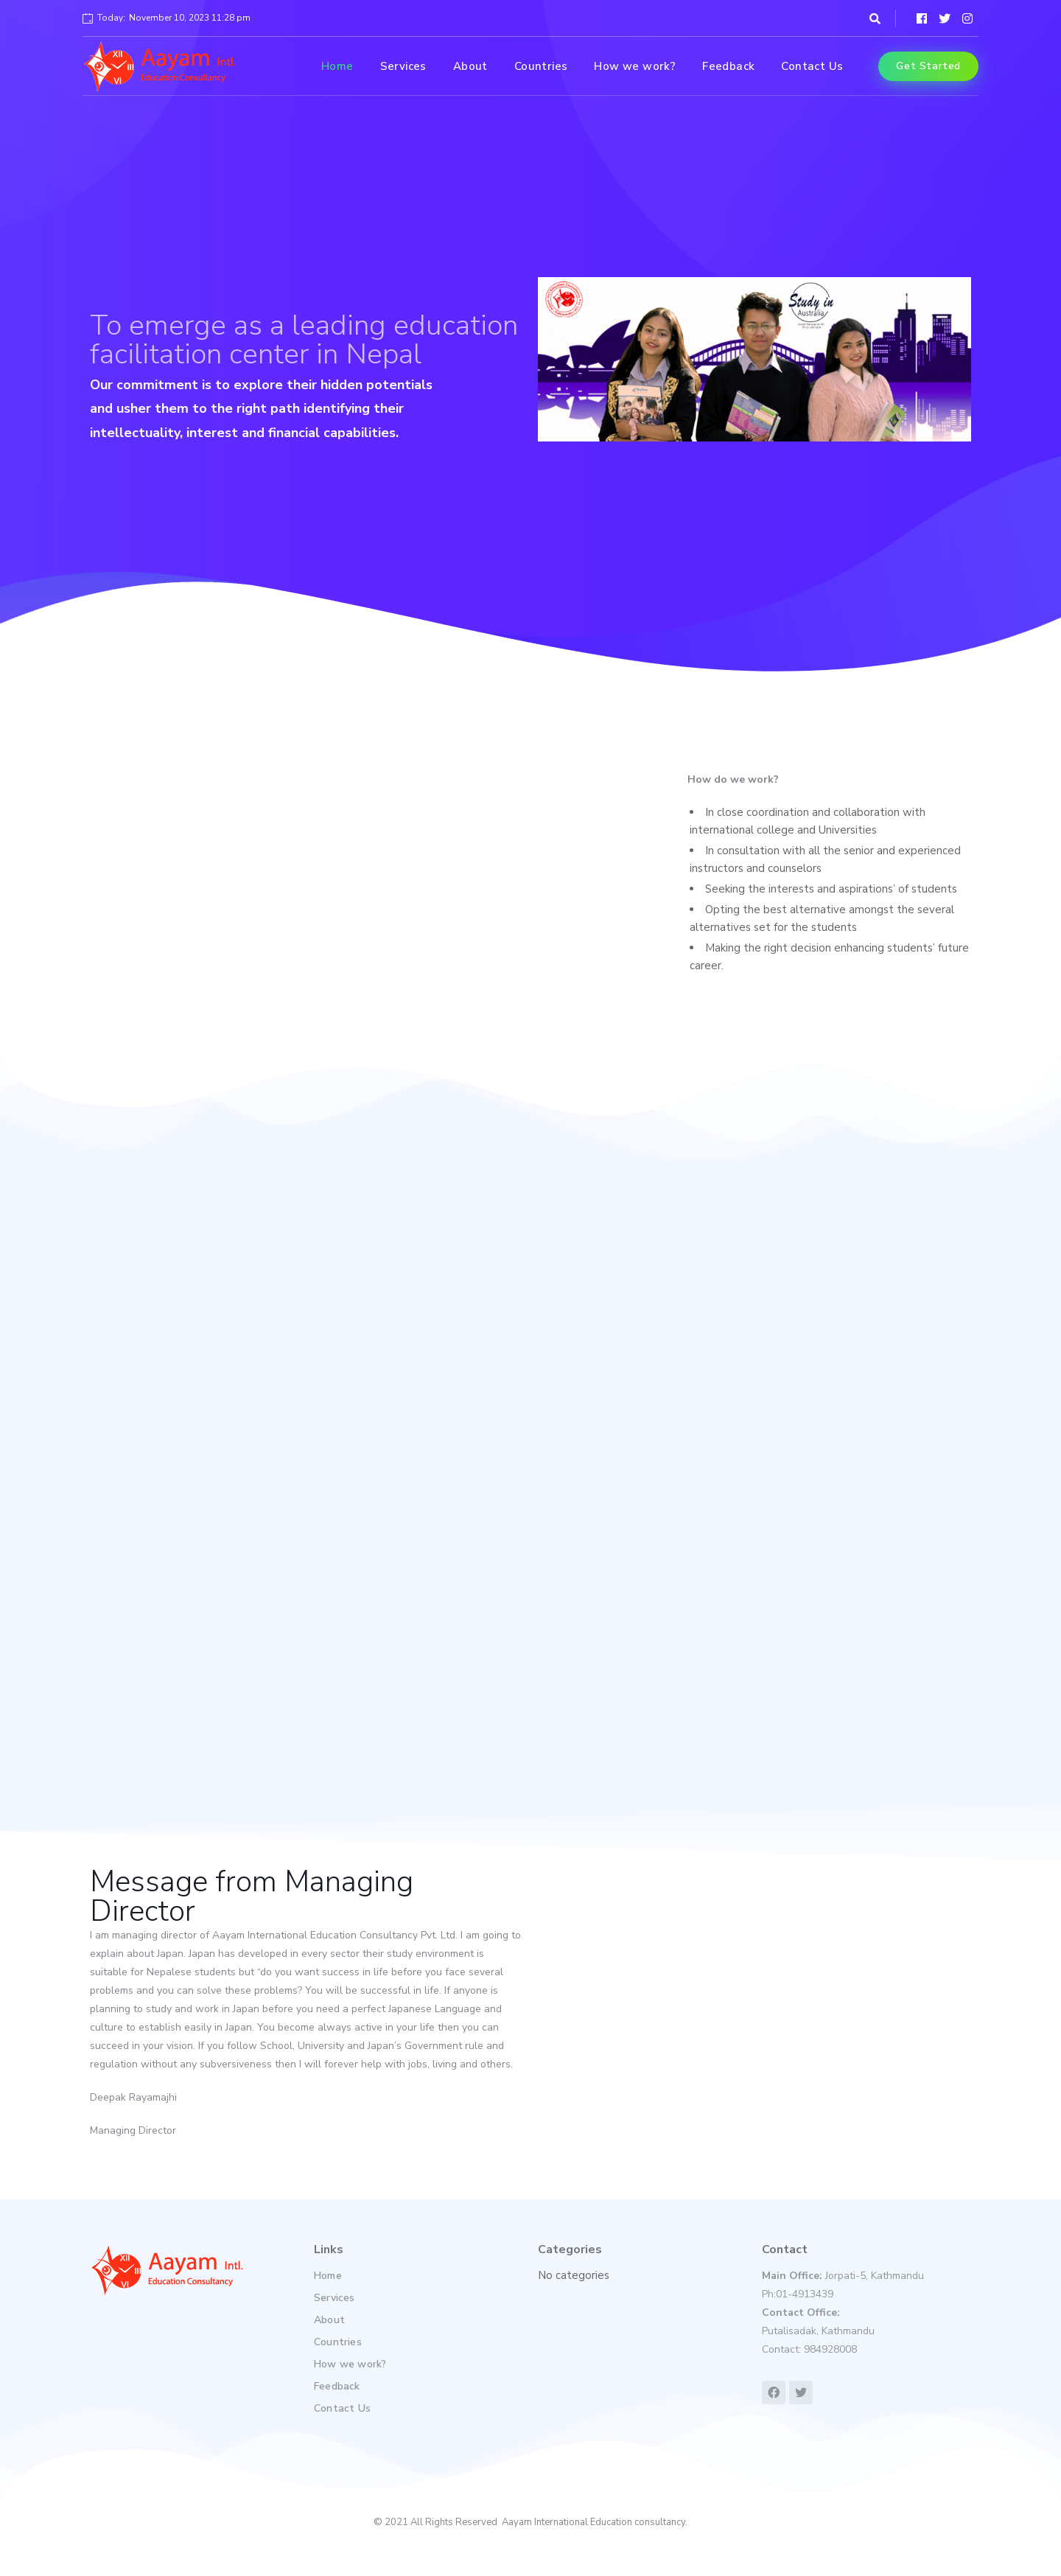 Today: November 10, 2023 11:28 pm
XII
III
VI
Aayam Intl.
Education Consultancy
Home
Services
About
Countries
How we work?
Feedback
Contact Us
Get Started
To emerge as a leading education
facilitation center in Nepal
Our commitment is to explore their hidden potentials
and usher them to the right path identifying their
intellectuality, interest and financial capabilities.
Study in
Australia
How do we work?
• In close coordination and collaboration with
international college and Universities
• In consultation with all the senior and experienced
instructors and counselors
• Seeking the interests and aspirations’ of students
• Opting the best alternative amongst the several
alternatives set for the students
• Making the right decision enhancing students’ future
career.
Message from Managing
Director
I am managing director of Aayam International Education Consultancy Pvt. Ltd. I am going to
explain about Japan. Japan has developed in every sector their study environment is
suitable for Nepalese students but “do you want success in life before you face several
problems and you can solve these problems? You will be successful in life. If anyone is
planning to study and work in Japan before you need a perfect Japanese Language and
culture to establish easily in Japan. You become always active in your life then you can
succeed in your vision. If you follow School, University and Japan’s Government rule and
regulation without any subversiveness then I will forever help with jobs, living and others.
Deepak Rayamajhi
Managing Director
XII
III
VI
Aayam Intl.
Education Consultancy
Links
Home
Services
About
Countries
How we work?
Feedback
Contact Us
Categories
No categories
Contact
Main Office: Jorpati-5, Kathmandu
Ph:01-4913439
Contact Office:
Putalisadak, Kathmandu
Contact: 984928008
© 2021 All Rights Reserved Aayam International Education consultancy.